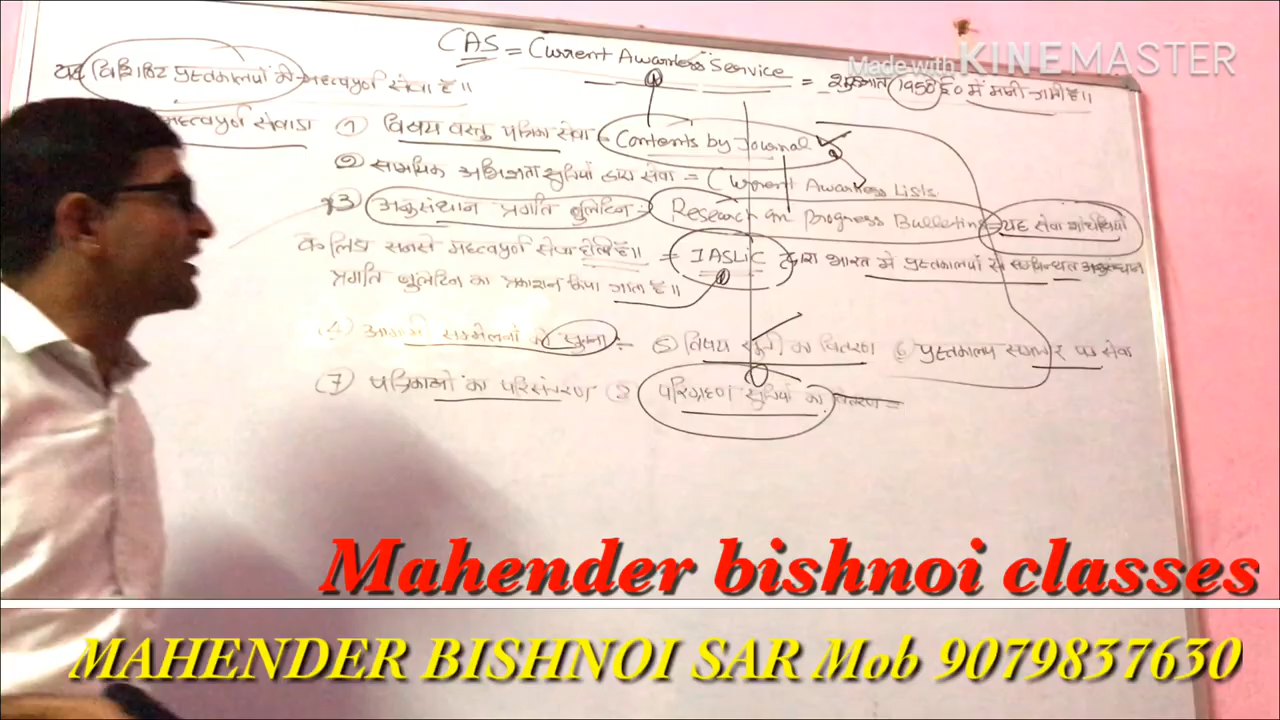 CAS = Current Awarness Service = शुरुआत 1950 ई० में मानी जाती है॥
Made with KINEMASTER
यह विशिष्ट पुस्तकालयों में महत्वपूर्ण सेवा है॥
महत्वपूर्ण सेवाऐं ① विषय वस्तु पत्रिका सेवा = Contents by Journal
② सामयिक अभिज्ञता सूचियों द्वारा सेवा = Current Awarness Lists
3 अनुसंधान प्रगति बुलेटिन = Research in Progress Bulletin = यह सेवा शोधार्थियों
के लिए सबसे महत्वपूर्ण सेवा होती है॥ = IASLIC द्वारा भारत में पुस्तकालयों से सम्बन्धित अनुसन्धान
प्रगति बुलेटिन का प्रकाशन किया जाता है॥
(4) आगामी सम्मेलनों की सूचना = ⑤ विषय सूची का वितरण ⑥ पुस्तकालय समाचार पत्र सेवा
(7) पत्रिकाओं का परिसंचरण ⑧ परिग्रहण सूचियों का वितरण =
Mahender bishnoi classes
MAHENDER BISHNOI SAR Mob 9079837630